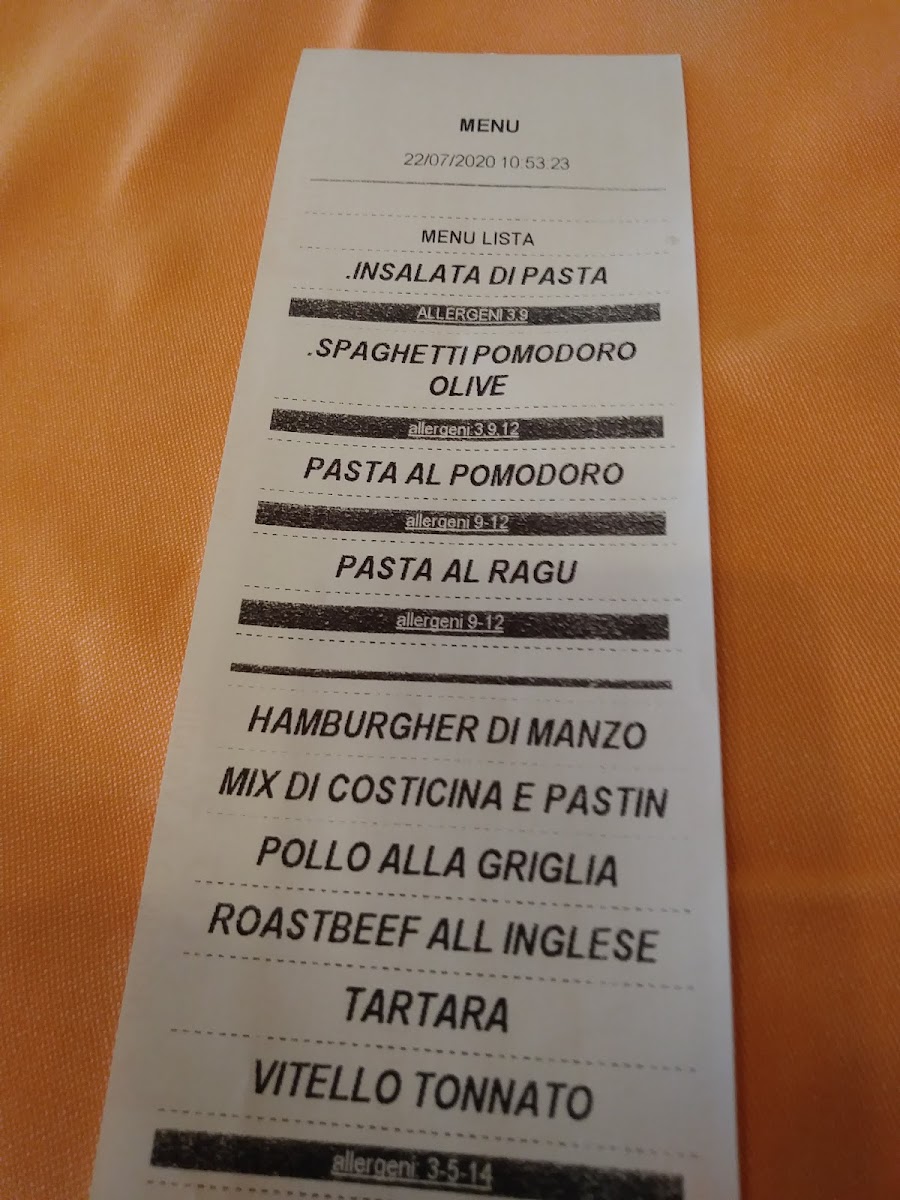 MENU
22/07/2020 10:53:23
MENU LISTA
.INSALATA DI PASTA
ALLERGENI 3,9
.SPAGHETTI POMODORO
OLIVE
allergeni:3,9,12
PASTA AL POMODORO
allergeni 9-12
PASTA AL RAGU
allergeni 9-12
HAMBURGHER DI MANZO
MIX DI COSTICINA E PASTIN
POLLO ALLA GRIGLIA
ROASTBEEF ALL INGLESE
TARTARA
VITELLO TONNATO
allergeni: 3-5-14